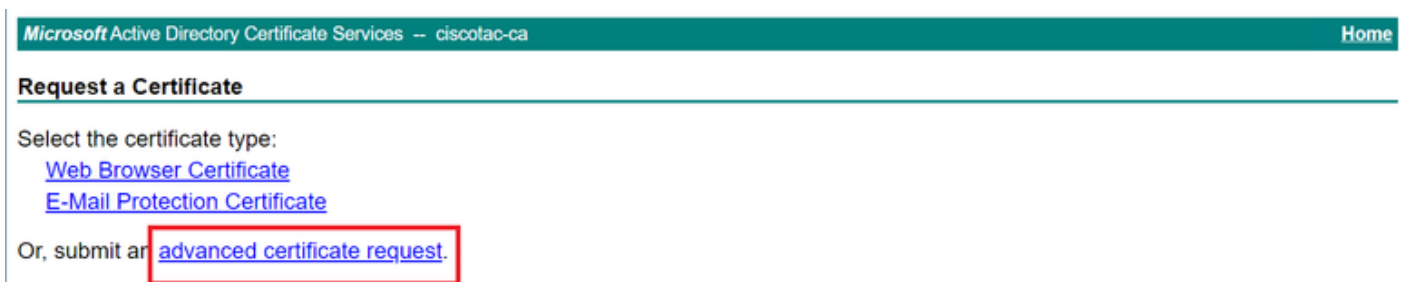 Microsoft Active Directory Certificate Services -- ciscotac-ca Home
Request a Certificate
Select the certificate type:
Web Browser Certificate
E-Mail Protection Certificate
Or, submit an advanced certificate request.